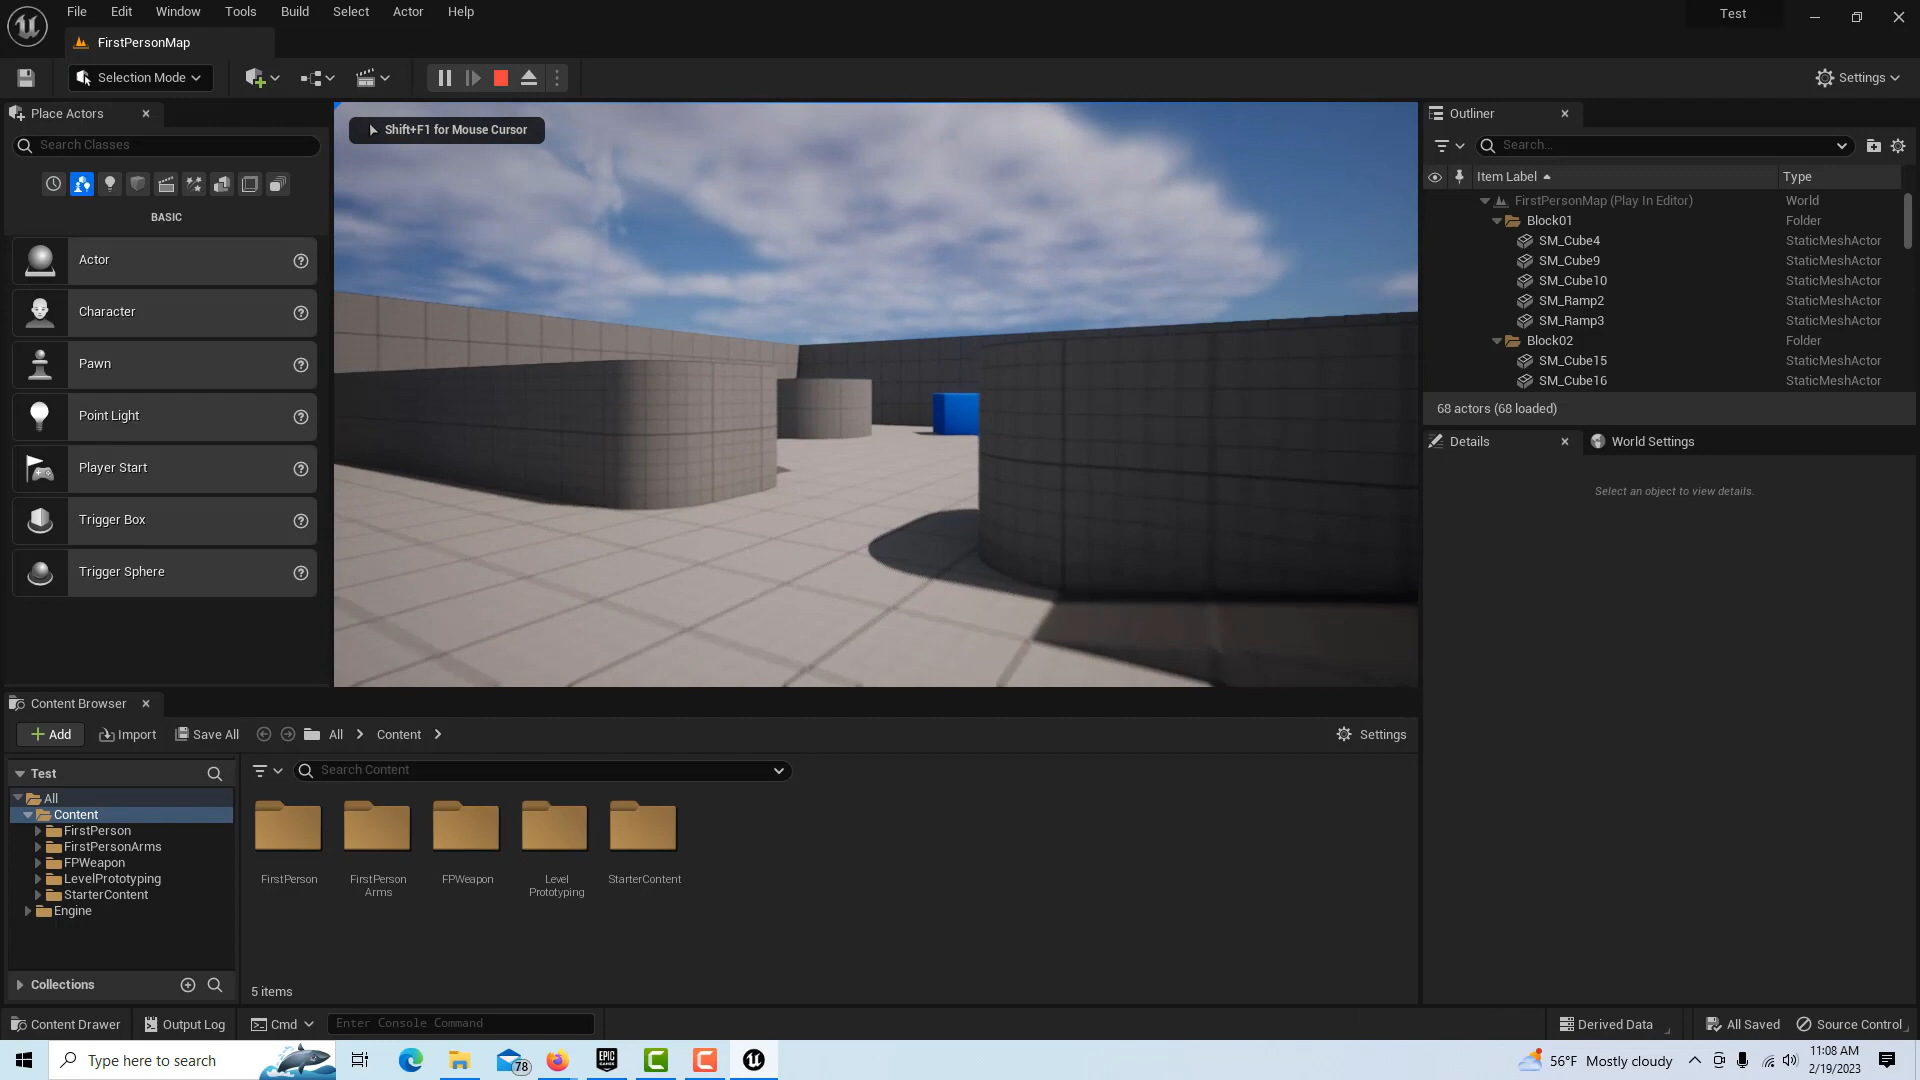 File Edit Window Tools Build Select Actor Help
Test
FirstPersonMap
Selection Mode
Settings
Place Actors
Search Classes
BASIC
Actor
Character
Pawn
Point Light
Player Start
Trigger Box
Trigger Sphere
Shift+F1 for Mouse Cursor
Outliner
Search...
Item Label Type
FirstPersonMap (Play In Editor) World
Block01 Folder
SM_Cube4 StaticMeshActor
SM_Cube9 StaticMeshActor
SM_Cube10 StaticMeshActor
SM_Ramp2 StaticMeshActor
SM_Ramp3 StaticMeshActor
Block02 Folder
SM_Cube15 StaticMeshActor
SM_Cube16 StaticMeshActor
68 actors (68 loaded)
Details World Settings
Select an object to view details.
Content Browser
Add Import Save All All Content Settings
Test
All
Content
FirstPerson
FirstPersonArms
FPWeapon
LevelPrototyping
StarterContent
Engine
Collections
Search Content
FirstPerson
FirstPerson
Arms
FPWeapon
Level
Prototyping
StarterContent
5 items
Content Drawer Output Log Cmd Enter Console Command Derived Data All Saved Source Control
Type here to search
78
EPIC
GAMES
56°F Mostly cloudy
11:08 AM
2/19/2023